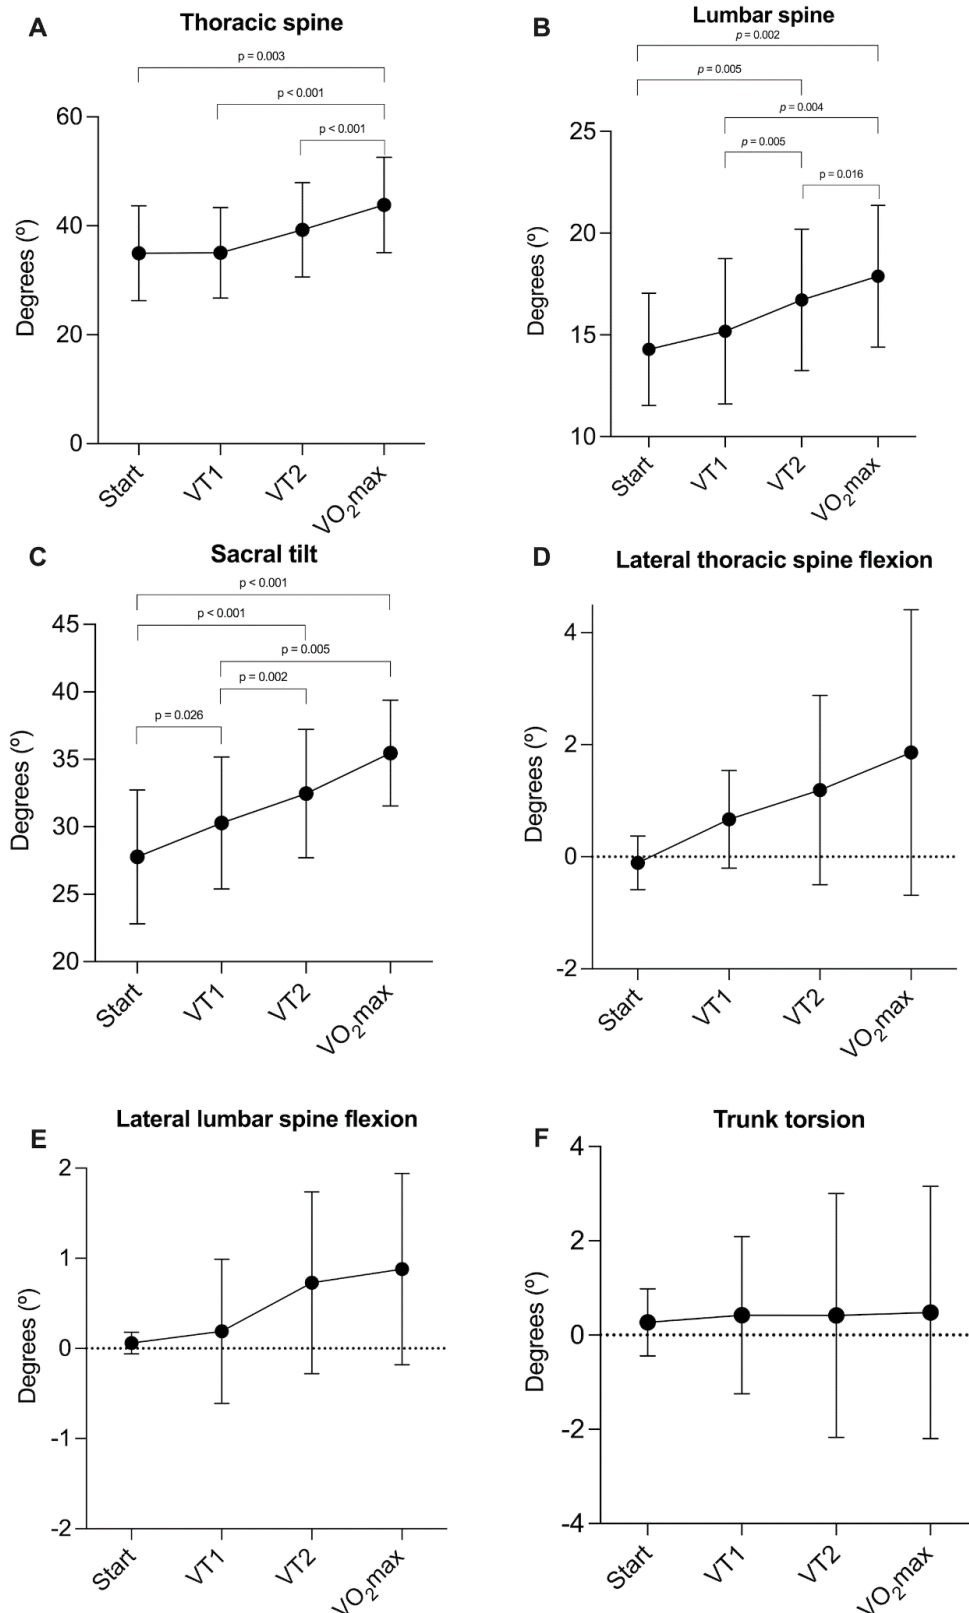 A
Thoracic spine
p = 0.003
p < 0.001
p < 0.001
60
40
20
0
Degrees (º)
Start
VT1
VT2
VO₂max
B
Lumbar spine
p = 0.002
p = 0.005
p = 0.004
p = 0.005
p = 0.016
25
20
15
10
Degrees (º)
Start
VT1
VT2
VO₂max
C
Sacral tilt
p < 0.001
p < 0.001
p = 0.005
p = 0.002
p = 0.026
45
40
35
30
25
20
Degrees (º)
Start
VT1
VT2
VO₂max
D
Lateral thoracic spine flexion
4
2
0
-2
Degrees (º)
Start
VT1
VT2
VO₂max
E
Lateral lumbar spine flexion
2
1
0
-1
-2
Degrees (º)
Start
VT1
VT2
VO₂max
F
Trunk torsion
4
2
0
-2
-4
Degrees (º)
Start
VT1
VT2
VO₂max